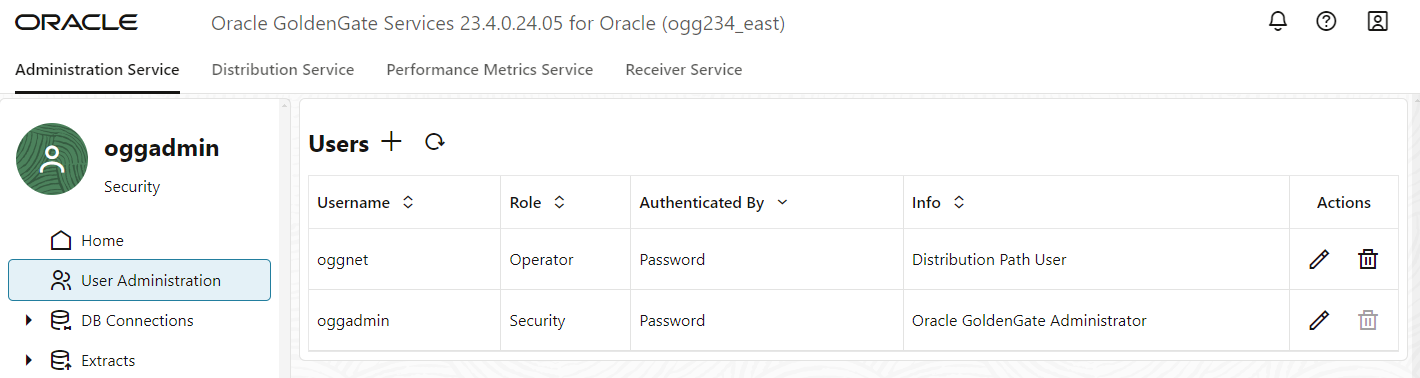 ORACLE Oracle GoldenGate Services 23.4.0.24.05 for Oracle (ogg234_east)
Administration Service Distribution Service Performance Metrics Service Receiver Service
oggadmin
Security
Home
User Administration
DB Connections
Extracts
Users
Username Role Authenticated By Info Actions
oggnet Operator Password Distribution Path User
oggadmin Security Password Oracle GoldenGate Administrator